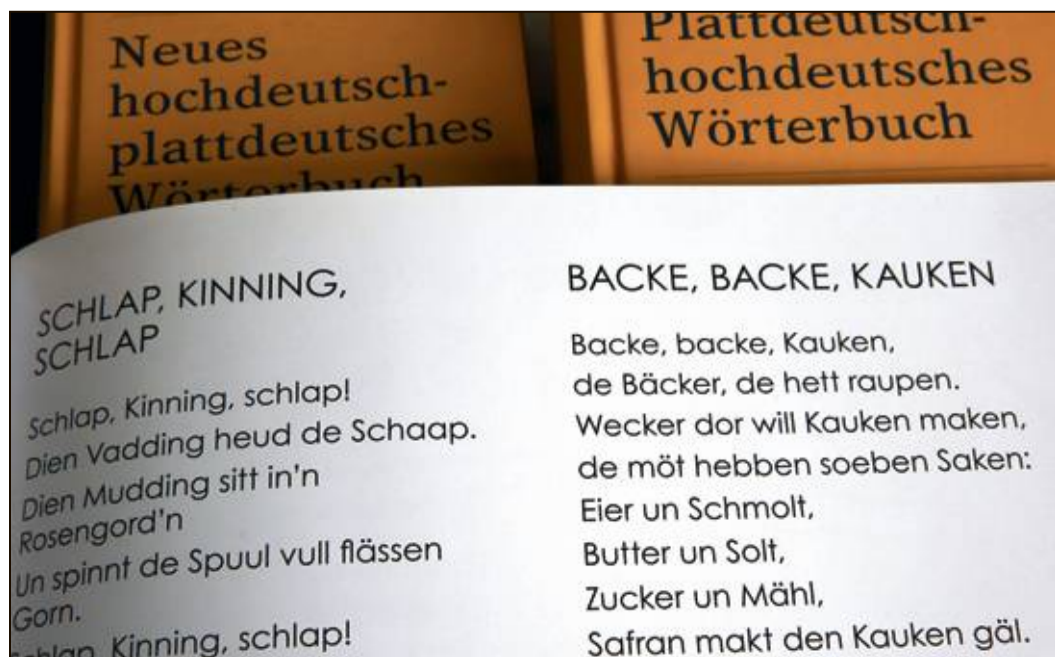 Neues
hochdeutsch-
plattdeutsches
Wörterbuch
Plattdeutsch-
hochdeutsches
Wörterbuch
SCHLAP, KINNING,
SCHLAP
Schlap, Kinning, schlap!
Dien Vadding heud de Schaap.
Dien Mudding sitt in'n
Rosengord'n
Un spinnt de Spuul vull flässen
Gorn.
Schlap, Kinning, schlap!
BACKE, BACKE, KAUKEN
Backe, backe, Kauken,
de Bäcker, de hett raupen.
Wecker dor will Kauken maken,
de möt hebben soeben Saken:
Eier un Schmolt,
Butter un Solt,
Zucker un Mähl,
Safran makt den Kauken gäl.